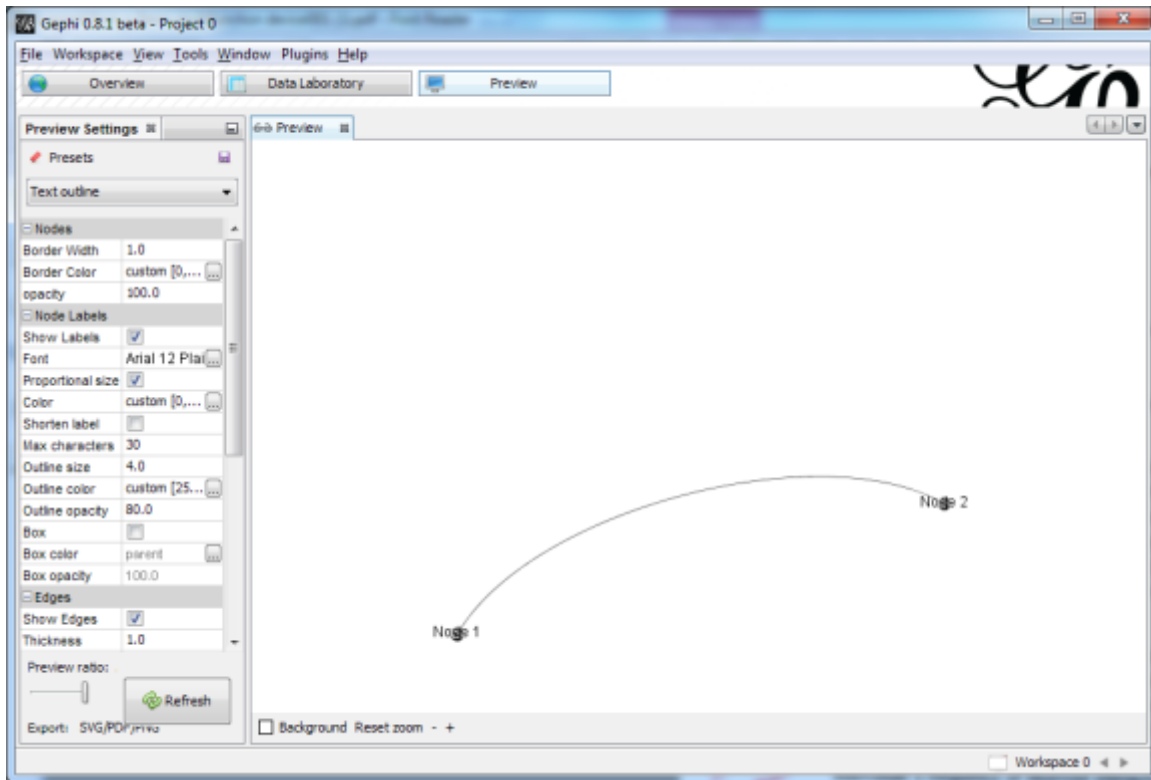 Gephi 0.8.1 beta - Project 0
File Workspace View Tools Window Plugins Help
Overview Data Laboratory Preview
Preview Settings
Preview
Presets
Text outline
Nodes
Border Width 1.0
Border Color custom [0,... ...
opacity 100.0
Node Labels
Show Labels
Font Arial 12 Plai ...
Proportional size
Color custom [0,... ...
Shorten label
Max characters 30
Outline size 4.0
Outline color custom [25... ...
Outline opacity 80.0
Box
Box color parent ...
Box opacity 100.0
Edges
Show Edges
Thickness 1.0
Preview ratio:
Refresh
Export: SVG/PDF/PNG
Node 2
Node 1
Background Reset zoom - +
Workspace 0